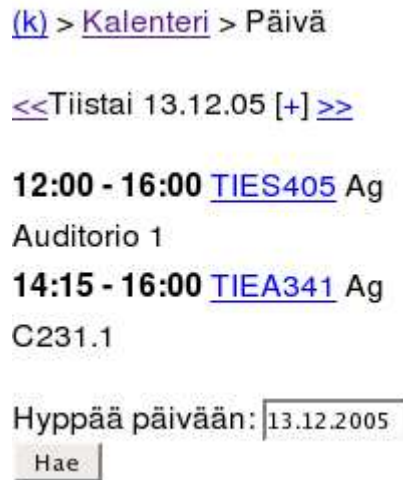 (k) > Kalenteri > Päivä
<<Tiistai 13.12.05 [+] >>
12:00 - 16:00 TIES405 Ag
Auditorio 1
14:15 - 16:00 TIEA341 Ag
C231.1
Hyppää päivään: 13.12.2005
Hae